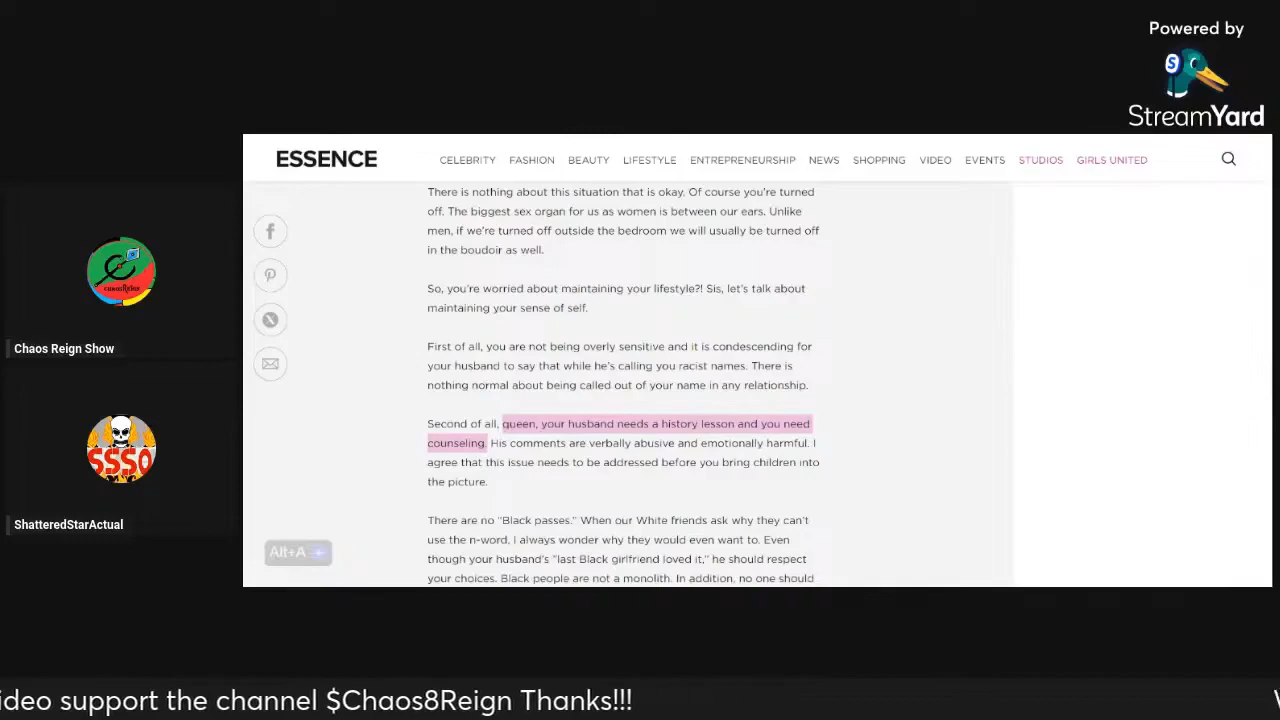 Powered by
StreamYard
ESSENCE
CELEBRITY FASHION BEAUTY LIFESTYLE ENTREPRENEURSHIP NEWS SHOPPING VIDEO EVENTS STUDIOS GIRLS UNITED
There is nothing about this situation that is okay. Of course you’re turned
off. The biggest sex organ for us as women is between our ears. Unlike
men, if we’re turned off outside the bedroom we will usually be turned off
in the boudoir as well.
So, you’re worried about maintaining your lifestyle?! Sis, let’s talk about
maintaining your sense of self.
First of all, you are not being overly sensitive and it is condescending for
your husband to say that while he’s calling you racist names. There is
nothing normal about being called out of your name in any relationship.
Second of all, queen, your husband needs a history lesson and you need
counseling. His comments are verbally abusive and emotionally harmful. I
agree that this issue needs to be addressed before you bring children into
the picture.
There are no “Black passes.” When our White friends ask why they can’t
use the n-word, I always wonder why they would even want to. Even
though your husband’s “last Black girlfriend loved it,” he should respect
your choices. Black people are not a monolith. In addition, no one should
Alt+A
CHAOSREIGN
Chaos Reign Show
SSSO
ShatteredStarActual
ideo support the channel $Chaos8Reign Thanks!!!